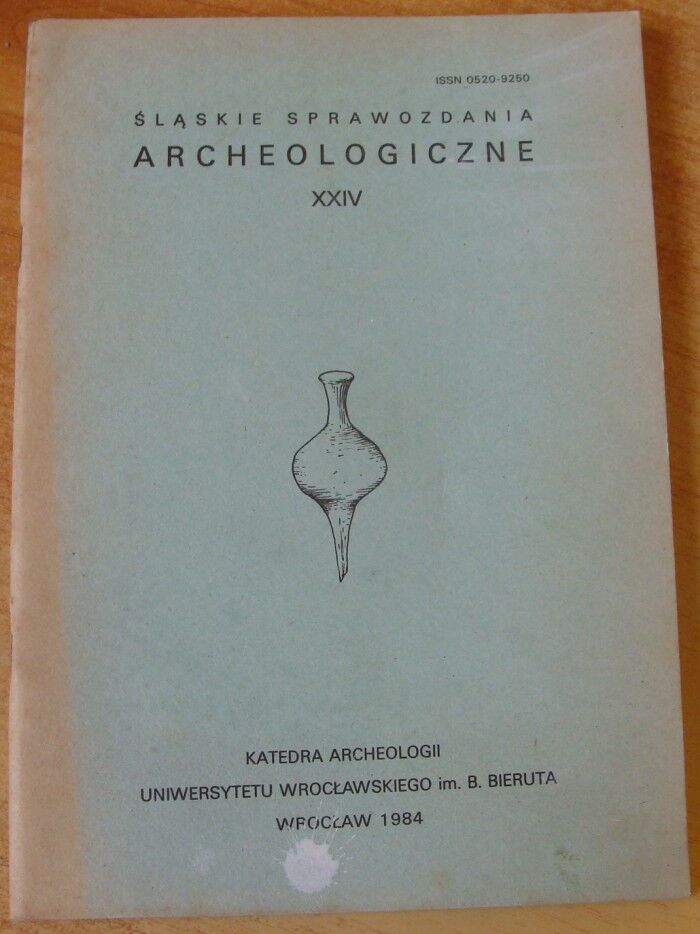 ISSN 0520-9250
ŚLĄSKIE SPRAWOZDANIA
ARCHEOLOGICZNE
XXIV
KATEDRA ARCHEOLOGII
UNIWERSYTETU WROCŁAWSKIEGO im. B. BIERUTA
WROCŁAW 1984